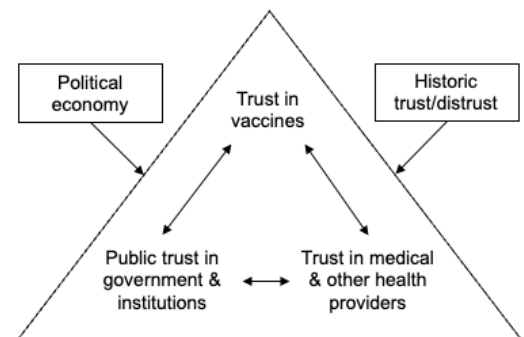 Political
economy
Historic
trust/distrust
Trust in
vaccines
Public trust in
government &
institutions
Trust in medical
& other health
providers